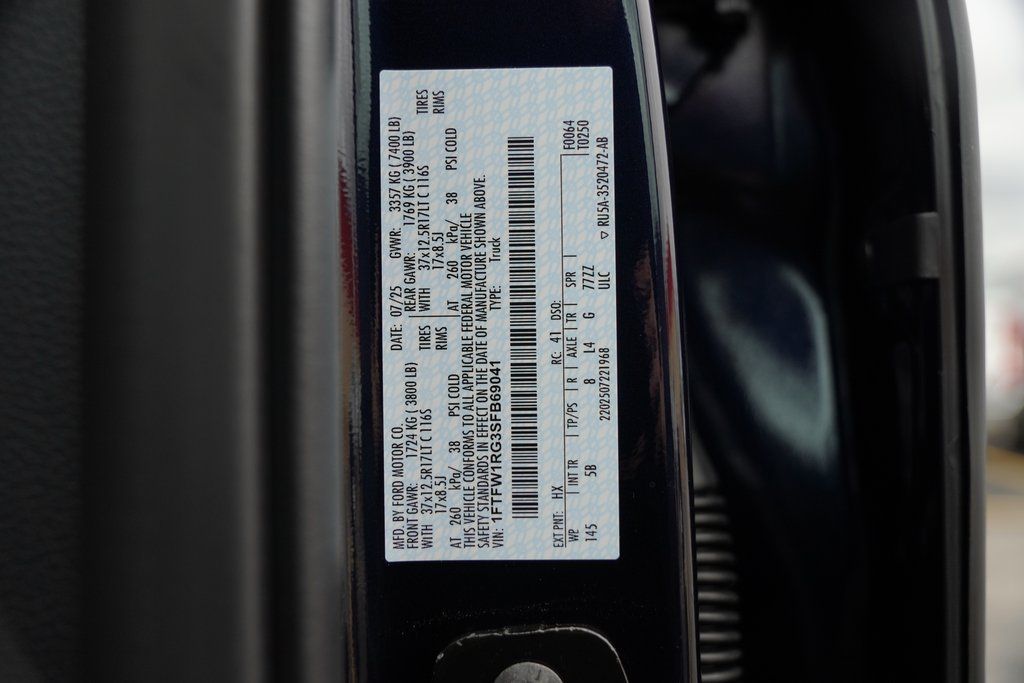 MFD. BY FORD MOTOR CO. DATE: 07/25 GVWR: 3357 KG ( 7400 LB)
FRONT GAWR: 1724 KG ( 3800 LB) REAR GAWR: 1769 KG ( 3900 LB)
WITH 37x12.5R17LT C 116S TIRES WITH 37x12.5R17LT C 116S TIRES
17x8.5J RIMS 17x8.5J RIMS
AT 260 kPa/ 38 PSI COLD AT 260 kPa/ 38 PSI COLD
THIS VEHICLE CONFORMS TO ALL APPLICABLE FEDERAL MOTOR VEHICLE
SAFETY STANDARDS IN EFFECT ON THE DATE OF MANUFACTURE SHOWN ABOVE.
VIN: 1FTFW1RG3SFB69041 TYPE: Truck
EXT PNT: HX RC: 41 DSO: F0064
WB INT TR TP/PS R AXLE TR SPR T0250
145 5B 8 L4 G 77ZZ
2202507221968 ULC ▽ RU5A-3520472-AB